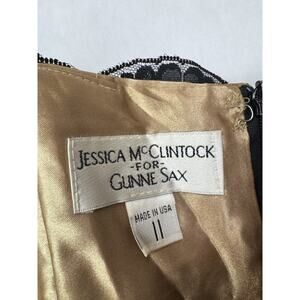 JESSICA McCLINTOCK
-FOR-
GUNNE SAX
MADE IN USA
11